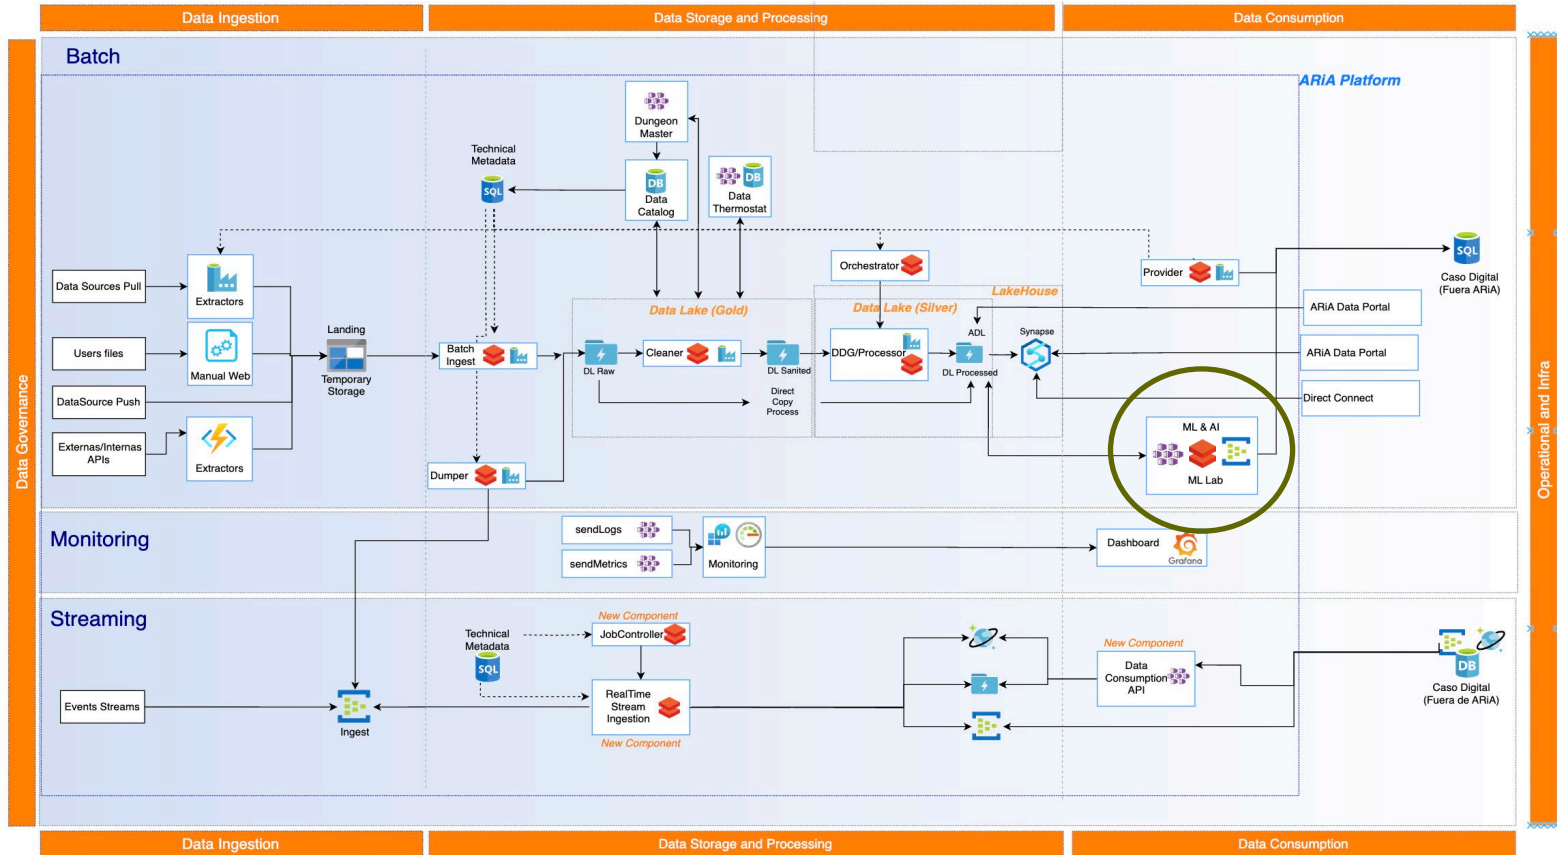 Data Ingestion
Data Storage and Processing
Data Consumption
Data Governance
Operational and Infra
Batch
ARiA Platform
Dungeon
Master
Technical
Metadata
SQL
DB
Data
Catalog
DB
Data
Thermostat
Data Sources Pull
Extractors
Users files
Manual Web
DataSource Push
Externas/Internas
APIs
Extractors
Landing
Temporary
Storage
Batch
Ingest
Dumper
Data Lake (Gold)
DL Raw
Cleaner
DL Sanited
Direct
Copy
Process
Orchestrator
LakeHouse
Data Lake (Silver)
DDG/Processor
ADL
DL Processed
Synapse
Provider
SQL
Caso Digital
(Fuera ARiA)
ARiA Data Portal
ARiA Data Portal
Direct Connect
ML & AI
ML Lab
Monitoring
sendLogs
sendMetrics
Monitoring
Dashboard
Grafana
Streaming
New Component
JobController
Technical
Metadata
SQL
RealTime
Stream
Ingestion
New Component
Events Streams
Ingest
New Component
Data
Consumption
API
DB
Caso Digital
(Fuera de ARiA)
Data Ingestion
Data Storage and Processing
Data Consumption